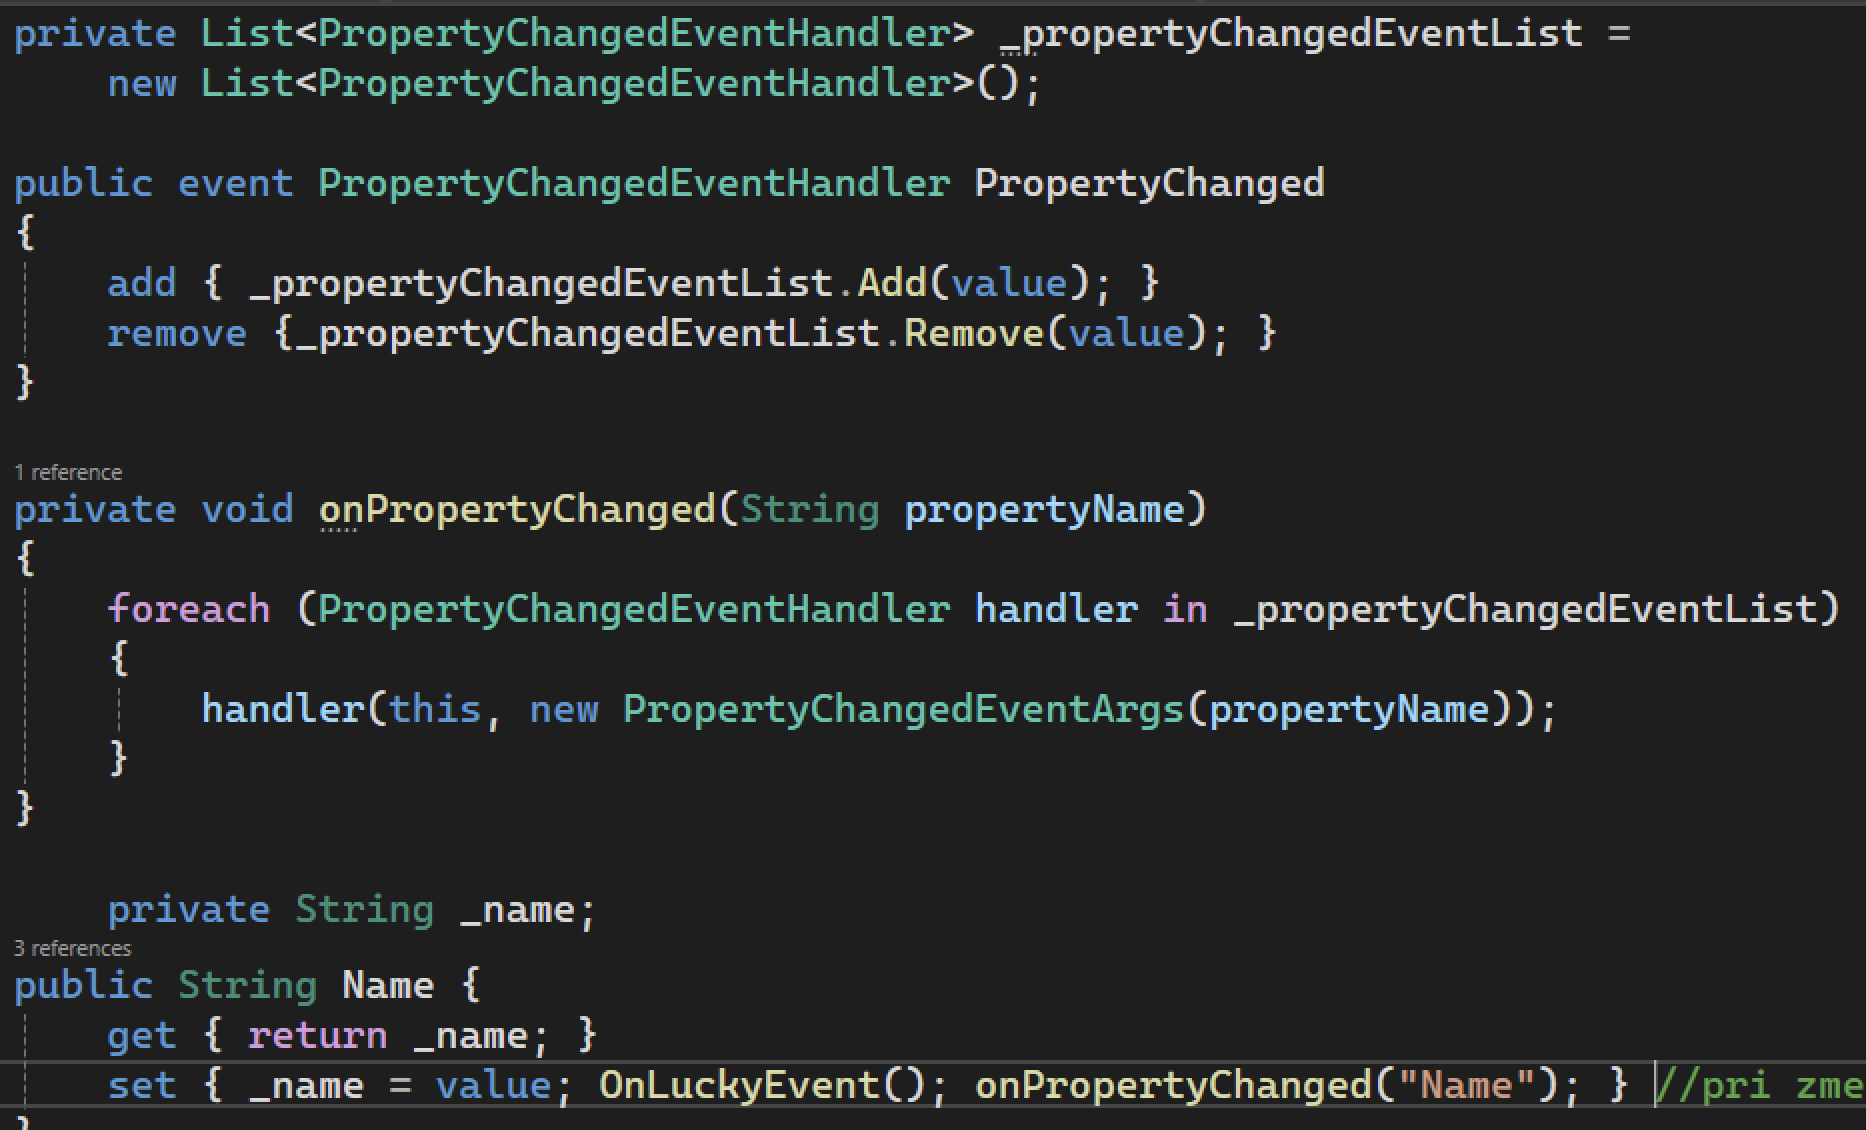 private List<PropertyChangedEventHandler> _propertyChangedEventList =
    new List<PropertyChangedEventHandler>();

public event PropertyChangedEventHandler PropertyChanged
{
    add { _propertyChangedEventList.Add(value); }
    remove {_propertyChangedEventList.Remove(value); }
}

1 reference
private void onPropertyChanged(String propertyName)
{
    foreach (PropertyChangedEventHandler handler in _propertyChangedEventList)
    {
        handler(this, new PropertyChangedEventArgs(propertyName));
    }
}

    private String _name;
3 references
public String Name {
    get { return _name; }
    set { _name = value; OnLuckyEvent(); onPropertyChanged("Name"); } //pri zme
}